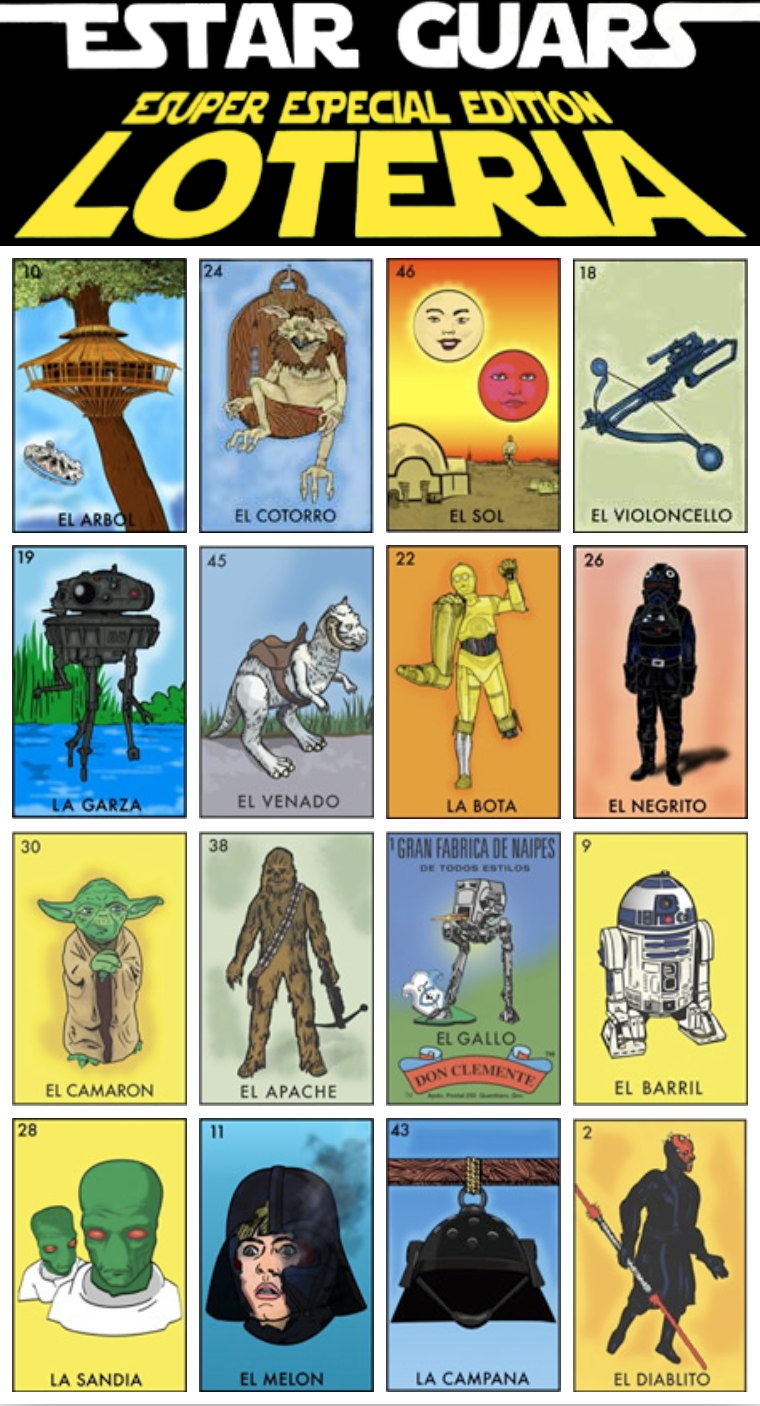 ESTAR GUARS
ESUPER ESPECIAL EDITION
LOTERIA
10
EL ARBOL
24
EL COTORRO
46
EL SOL
18
EL VIOLONCELLO
19
LA GARZA
45
EL VENADO
22
LA BOTA
26
EL NEGRITO
30
EL CAMARON
38
EL APACHE
1 GRAN FABRICA DE NAIPES
DE TODOS ESTILOS
EL GALLO
DON CLEMENTE
Apdo. Postal
9
EL BARRIL
28
LA SANDIA
11
EL MELON
43
LA CAMPANA
2
EL DIABLITO